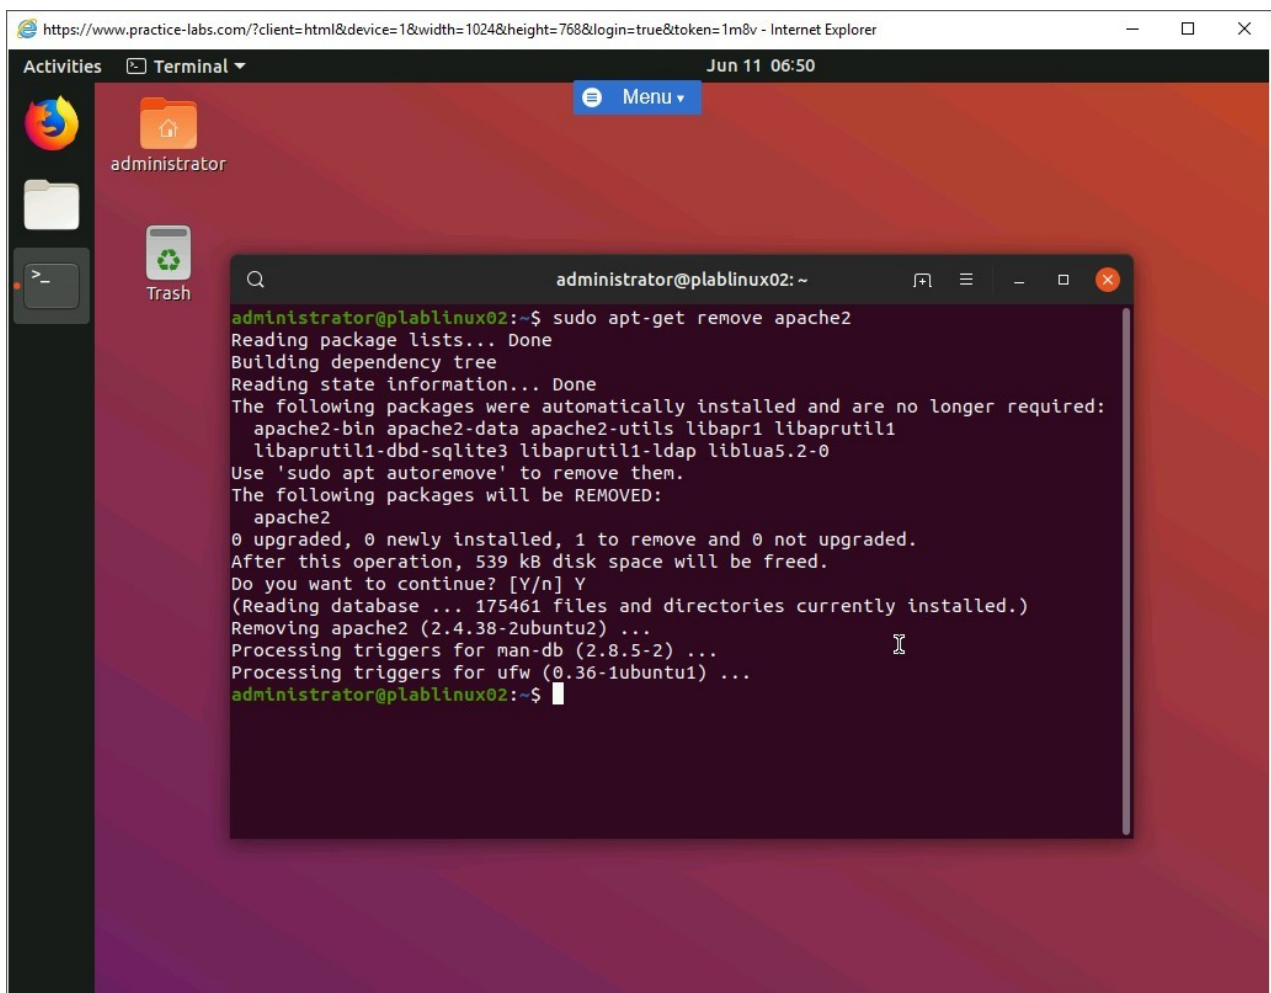 https://www.practice-labs.com/?client=html&device=1&width=1024&height=768&login=true&token=1m8v - Internet Explorer
Activities Terminal Jun 11 06:50
Menu
administrator
Trash
administrator@plablinux02: ~
administrator@plablinux02:~$ sudo apt-get remove apache2
Reading package lists... Done
Building dependency tree
Reading state information... Done
The following packages were automatically installed and are no longer required:
  apache2-bin apache2-data apache2-utils libapr1 libaprutil1
  libaprutil1-dbd-sqlite3 libaprutil1-ldap liblua5.2-0
Use 'sudo apt autoremove' to remove them.
The following packages will be REMOVED:
  apache2
0 upgraded, 0 newly installed, 1 to remove and 0 not upgraded.
After this operation, 539 kB disk space will be freed.
Do you want to continue? [Y/n] Y
(Reading database ... 175461 files and directories currently installed.)
Removing apache2 (2.4.38-2ubuntu2) ...
Processing triggers for man-db (2.8.5-2) ...
Processing triggers for ufw (0.36-1ubuntu1) ...
administrator@plablinux02:~$